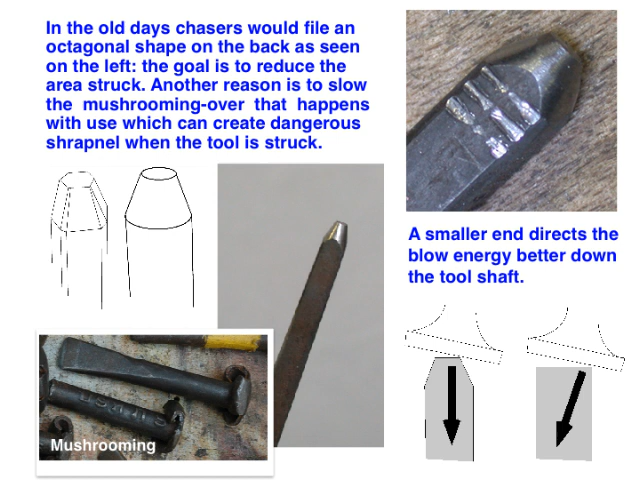 In the old days chasers would file an
octagonal shape on the back as seen
on the left: the goal is to reduce the
area struck. Another reason is to slow
the mushrooming-over that happens
with use which can create dangerous
shrapnel when the tool is struck.
A smaller end directs the
blow energy better down
the tool shaft.
Mushrooming